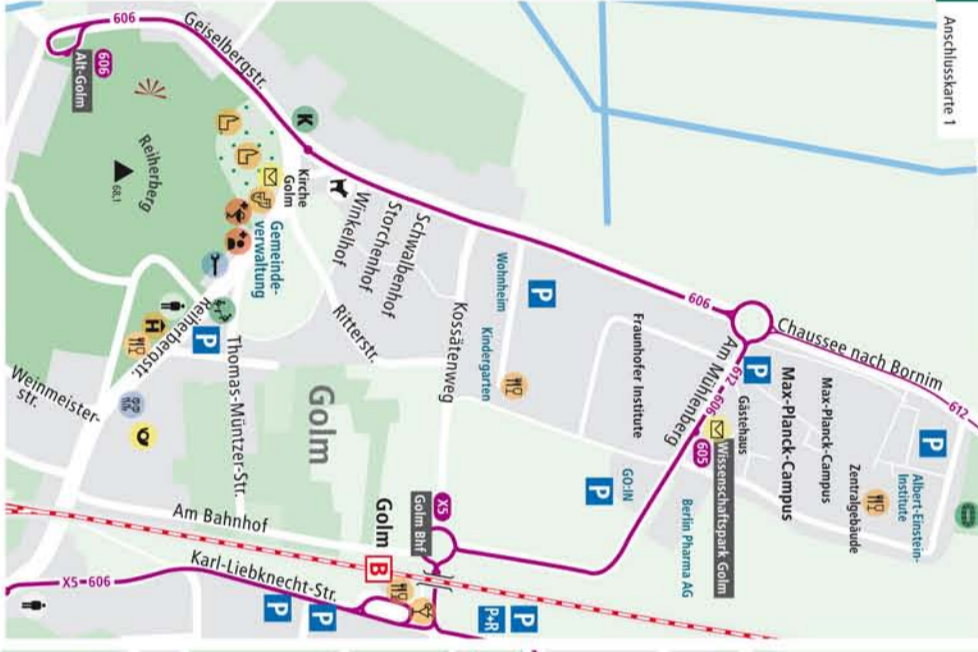 Anschlusskarte 1
606
Geiselbergstr.
606
Alt-Golm
Reiherberg
68,1
K
Kirche
Golm
Gemeinde-
verwaltung
Winkelhof
Storchenhof
Schwalbenhof
Ritterstr.
Kossätenweg
Wohnheim
Kindergarten
P
606
Chaussee nach Bornim
612
612-606
Am Mühlenberg
Fraunhofer Institute
P
Gästehaus
Max-Planck-Campus
Max-Planck-Campus
Zentralgebäude
P
Albert-Einstein-
Institute
605
Wissenschaftspark Golm
GO:IN
P
Berlin Pharma AG
Reiherbergstr.
H
P
Thomas-Müntzer-Str.
Weinmeister-
str.
Golm
Am Bahnhof
Golm
B
X5
Golm Bhf
Karl-Liebknecht-Str.
X5-606
P
P
P+R
P